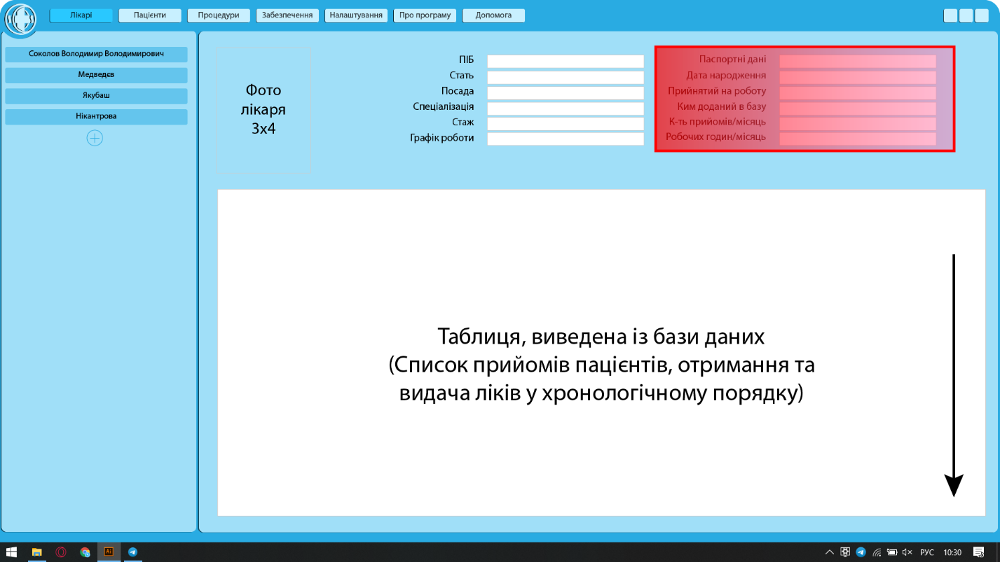 Лікарі
Пацієнти
Процедури
Забезпечення
Налаштування
Про програму
Допомога
Соколов Володимир Володимирович
Медведєв
Якубаш
Нікантрова
Фото
лікаря
3х4
ПІБ
Стать
Посада
Спеціалізація
Стаж
Графік роботи
Паспортні дані
Дата народження
Прийнятий на роботу
Ким доданий в базу
К-ть прийомів/місяць
Робочих годин/місяць
Таблиця, виведена із бази даних
(Список прийомів пацієнтів, отримання та
видача ліків у хронологічному порядку)
Ai
РУС
10:30